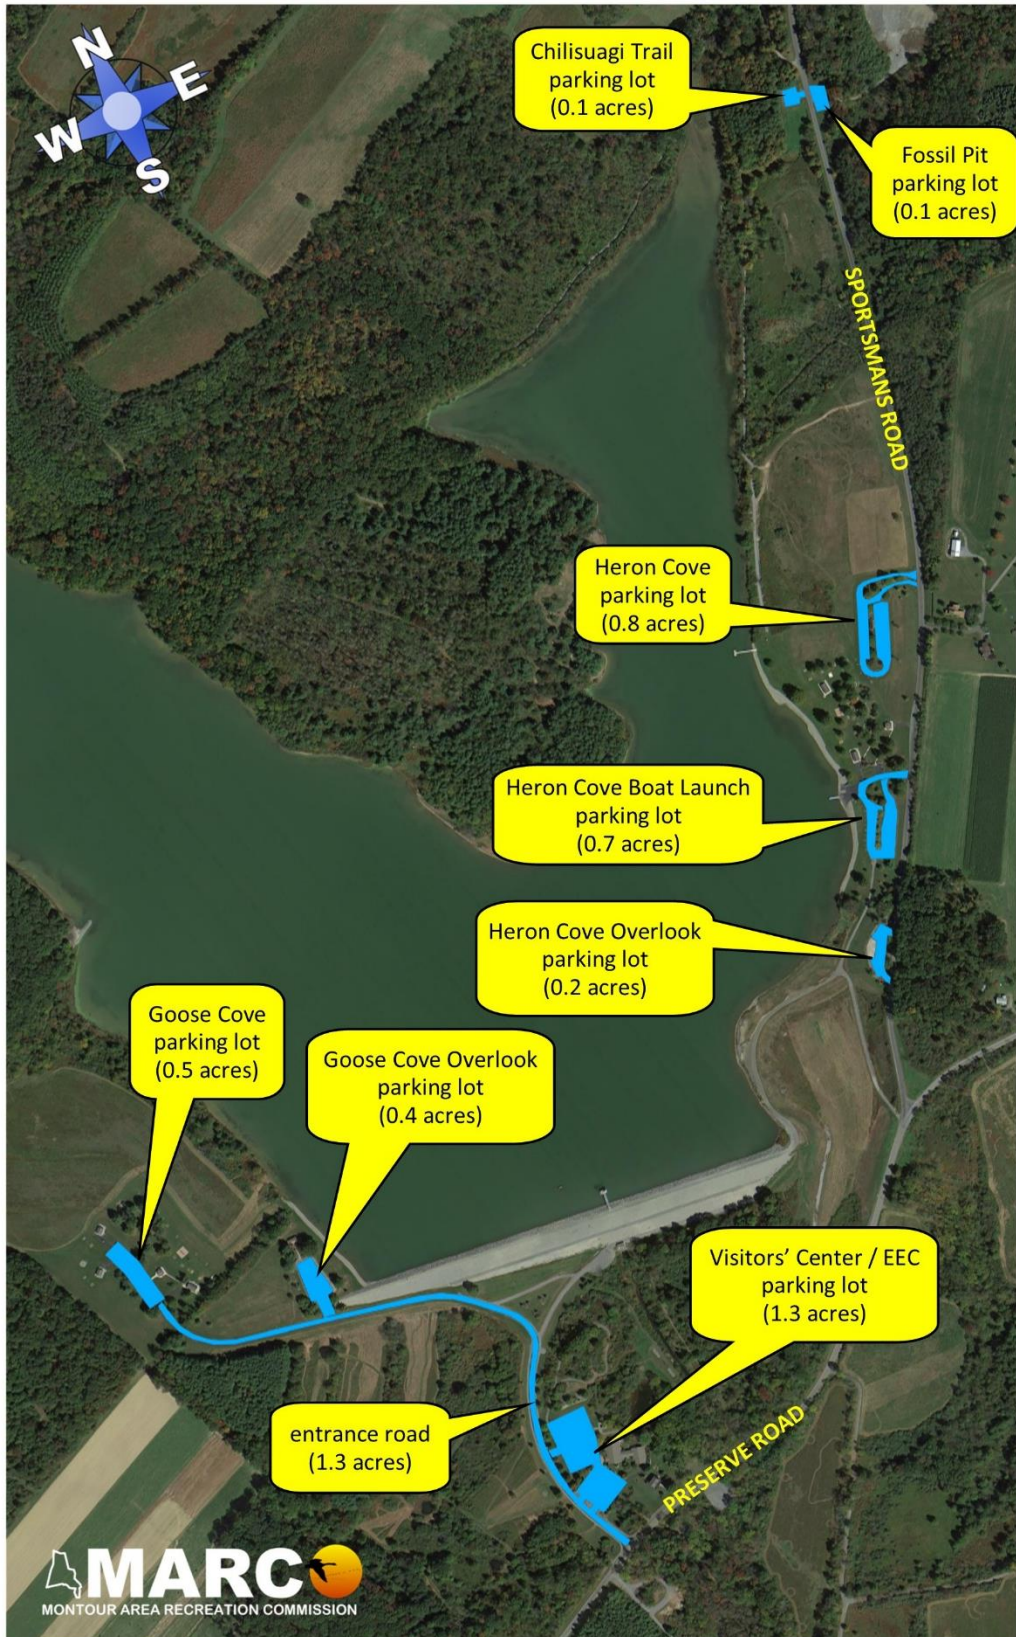 N
E
W
S
Chilisuagi Trail
parking lot
(0.1 acres)
Fossil Pit
parking lot
(0.1 acres)
SPORTSMANS ROAD
Heron Cove
parking lot
(0.8 acres)
Heron Cove Boat Launch
parking lot
(0.7 acres)
Heron Cove Overlook
parking lot
(0.2 acres)
Goose Cove
parking lot
(0.5 acres)
Goose Cove Overlook
parking lot
(0.4 acres)
Visitors' Center / EEC
parking lot
(1.3 acres)
entrance road
(1.3 acres)
PRESERVE ROAD
MARC
MONTOUR AREA RECREATION COMMISSION